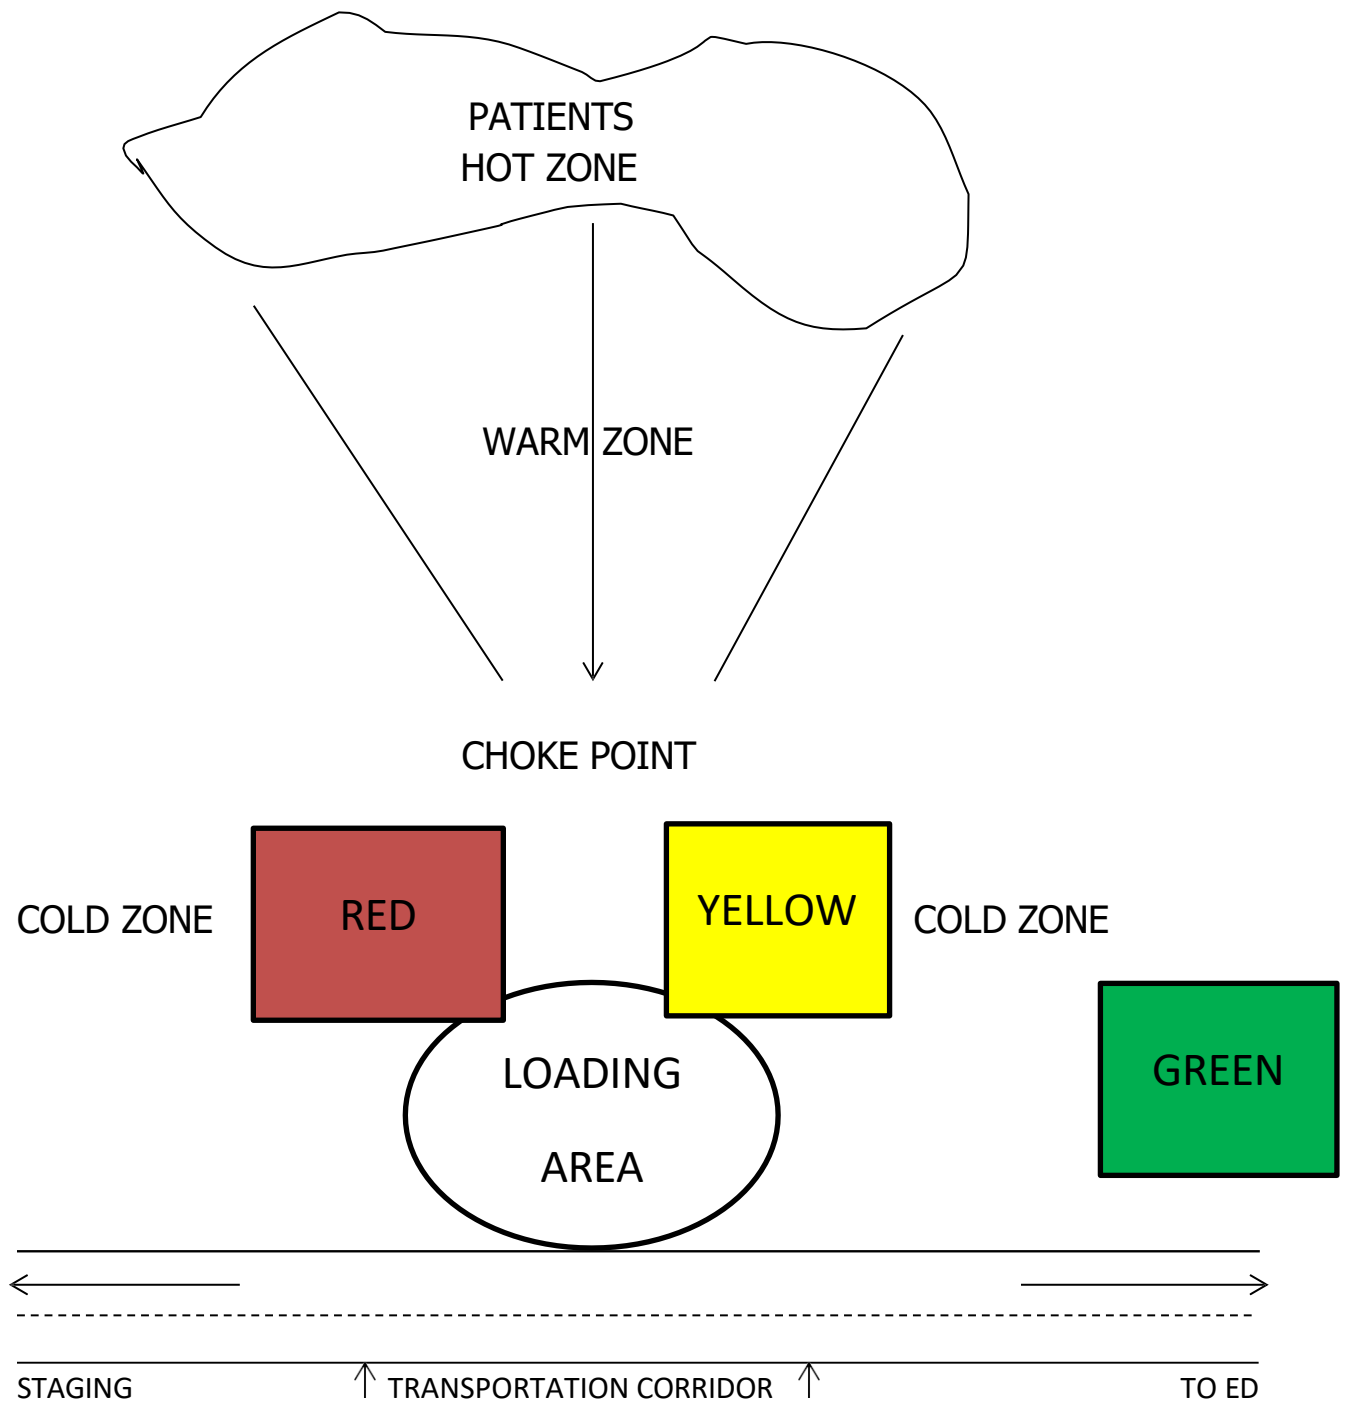 PATIENTS
HOT ZONE
WARM ZONE
CHOKE POINT
COLD ZONE
RED
YELLOW
COLD ZONE
LOADING
AREA
GREEN
STAGING
TRANSPORTATION CORRIDOR
TO ED